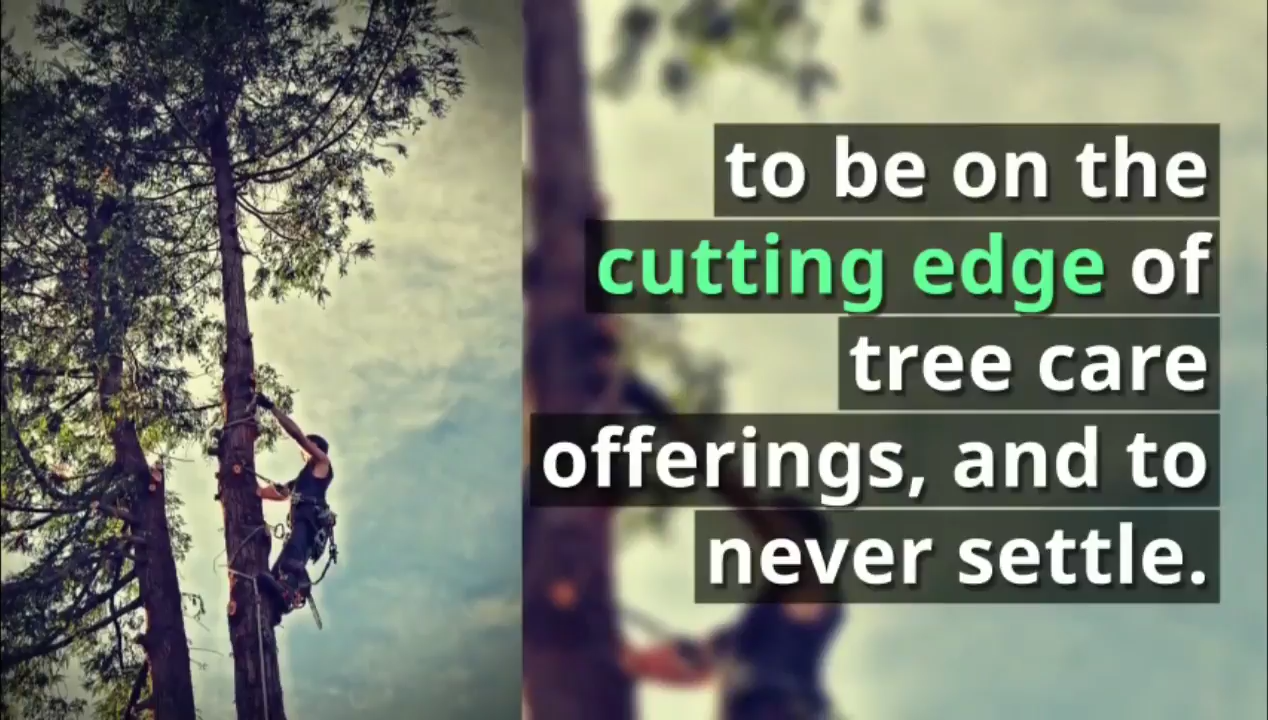 to be on the
cutting edge of
tree care
offerings, and to
never settle.